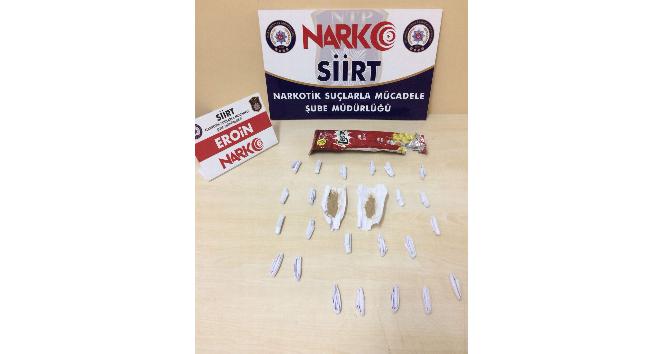 NARKO
SİİRT
NARKOTİK SUÇLARLA MÜCADELE
ŞUBE MÜDÜRLÜĞÜ
SİİRT
EROİN
NARKO